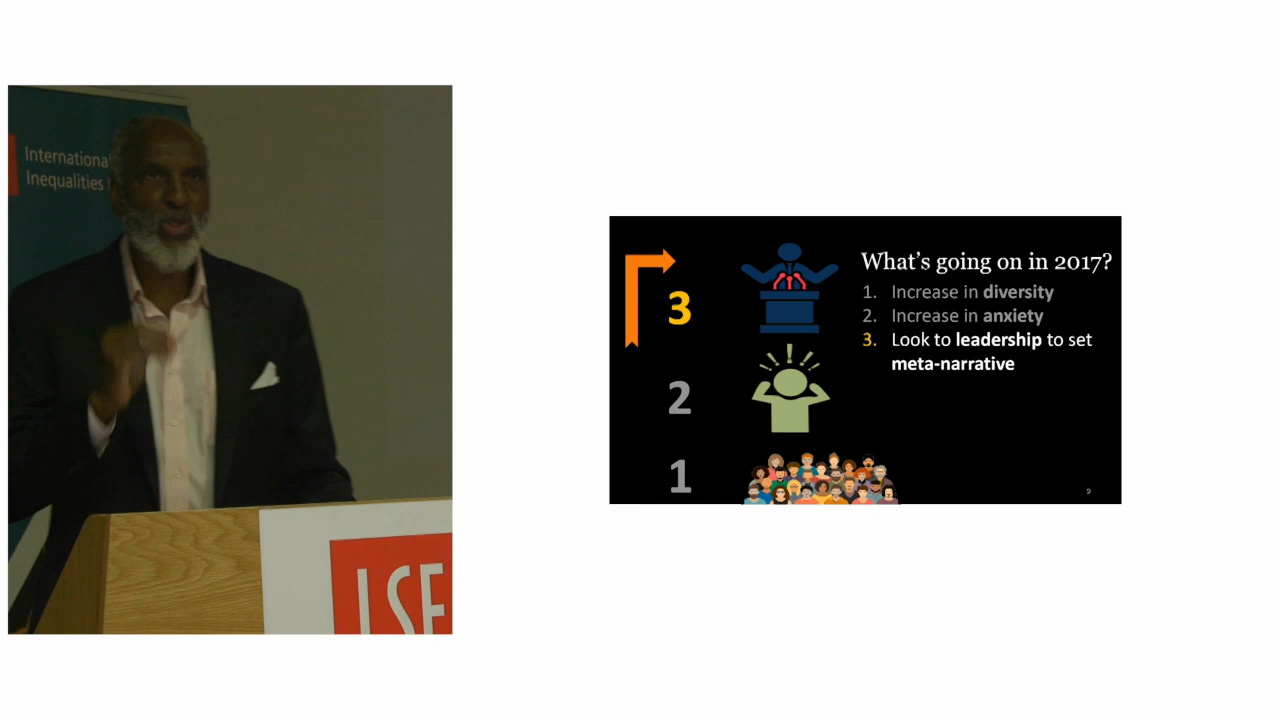 International
Inequalities
LSE
What's going on in 2017?
1. Increase in diversity
2. Increase in anxiety
3. Look to leadership to set
meta-narrative
3
2
1
9